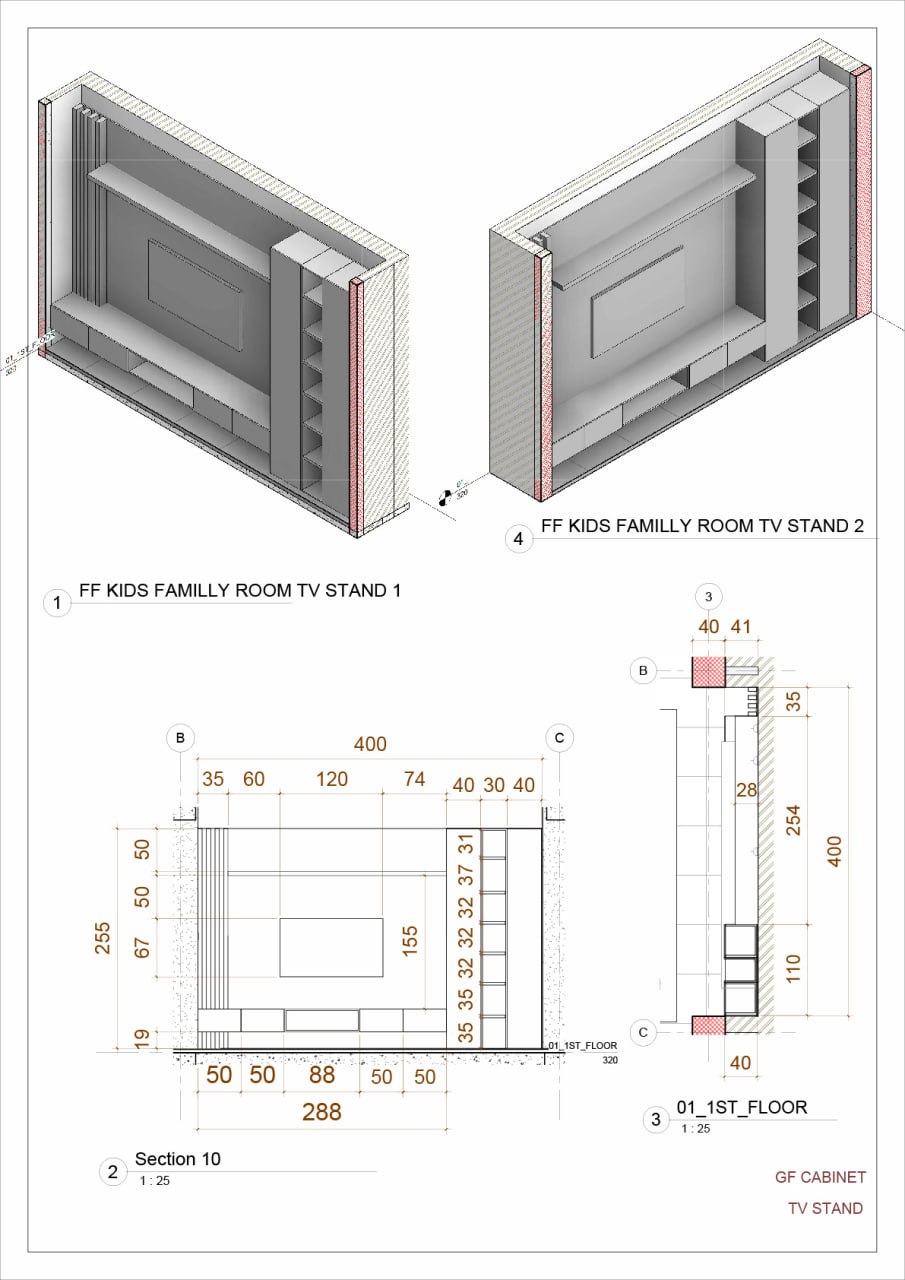 01_1ST_FLOOR
320
0"
320
FF KIDS FAMILLY ROOM TV STAND 2
4
FF KIDS FAMILLY ROOM TV STAND 1
1
3
40 41
B
35
28
254
400
110
C
40
01_1ST_FLOOR
3
1 : 25
B
C
400
35 60 120 74 40 30 40
50
50
67
19
255
155
31
37
32
32
32
35
35
01_1ST_FLOOR
320
50 50 88 50 50
288
Section 10
2
1 : 25
GF CABINET
TV STAND